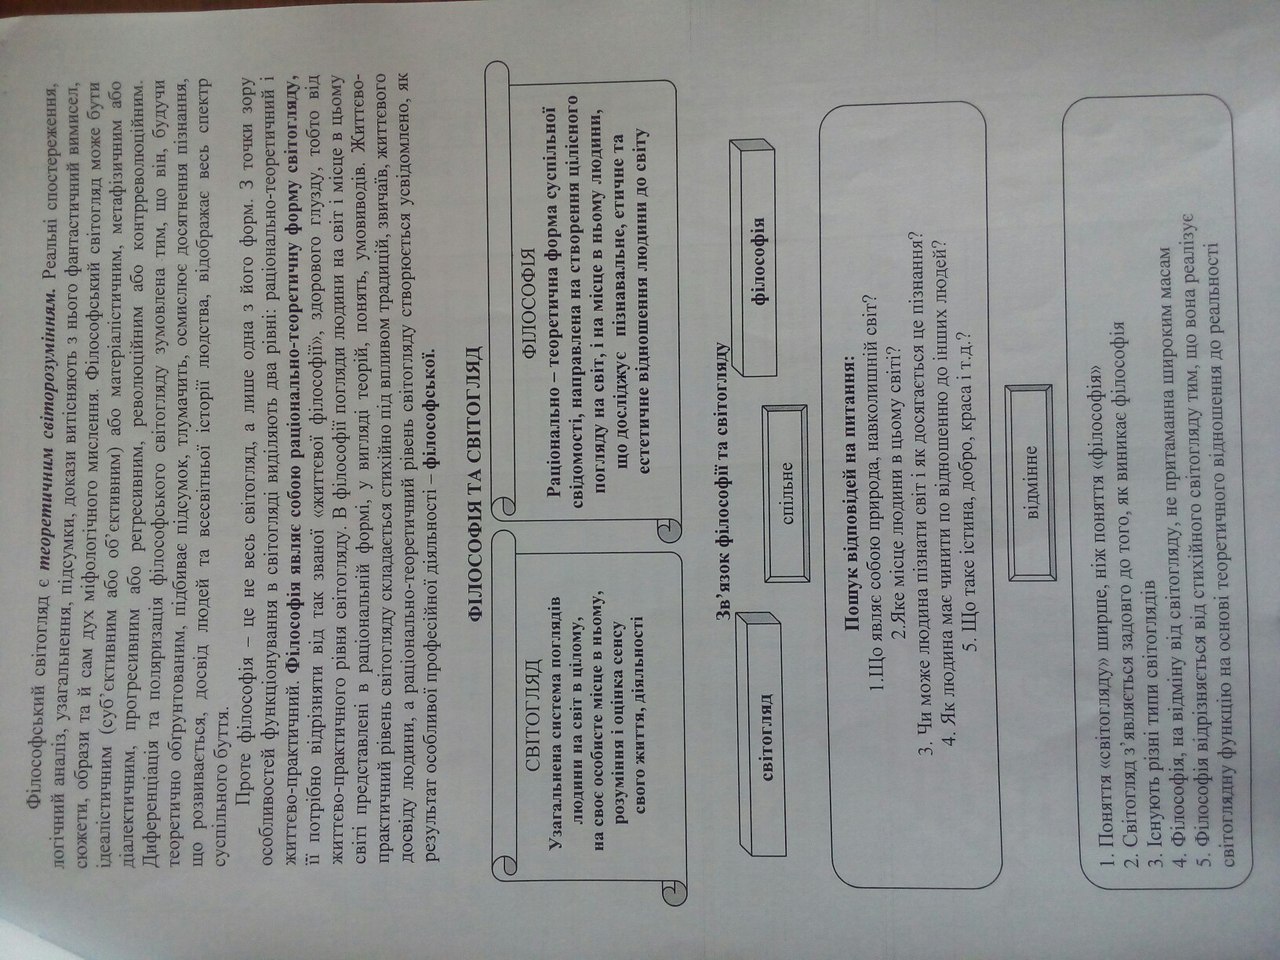 Філософський світогляд є теоретичним світорозумінням. Реальні спостереження,
логічний аналіз, узагальнення, підсумки, докази витісняють з нього фантастичний вимисел,
сюжети, образи та й сам дух міфологічного мислення. Філософський світогляд може бути
ідеалістичним (суб’єктивним або об’єктивним) або матеріалістичним, метафізичним або
діалектичним, прогресивним або регресивним, революційним або контрреволюційним.
Диференціація та поляризація філософського світогляду зумовлена тим, що він, будучи
теоретично обгрунтованим, підбиває підсумок, тлумачить, осмислює досягнення пізнання,
що розвивається, досвід людей та всесвітньої історії людства, відображає весь спектр
суспільного буття.
Проте філософія – це не весь світогляд, а лише одна з його форм. З точки зору
особливостей функціонування в світогляді виділяють два рівні: раціонально-теоретичний і
життєво-практичний. Філософія являє собою раціонально-теоретичну форму світогляду,
її потрібно відрізняти від так званої «життєвої філософії», здорового глузду, тобто від
життєво-практичного рівня світогляду. В філософії погляди людини на світ і місце в цьому
світі представлені в раціональній формі, у вигляді теорій, понять, умовиводів. Життєво-
практичний рівень світогляду складається стихійно під впливом традицій, звичаїв, життєвого
досвіду людини, а раціонально-теоретичний рівень світогляду створюється усвідомлено, як
результат особливої професійної діяльності – філософської.
ФІЛОСОФІЯ ТА СВІТОГЛЯД
СВІТОГЛЯД
Узагальнена система поглядів
людини на світ в цілому,
на своє особисте місце в ньому,
розуміння і оцінка сенсу
свого життя, діяльності
ФІЛОСОФІЯ
Раціонально – теоретична форма суспільної
свідомості, направлена на створення цілісного
погляду на світ, і на місце в ньому людини,
що досліджує пізнавальне, етичне та
естетичне відношення людини до світу
Зв’язок філософії та світогляду
світогляд
спільне
філософія
Пошук відповідей на питання:
1.Що являє собою природа, навколишній світ?
2.Яке місце людини в цьому світі?
3. Чи може людина пізнати світ і як досягається це пізнання?
4. Як людина має чинити по відношенню до інших людей?
5. Що таке істина, добро, краса і т.д.?
відмінне
1. Поняття «світогляду» ширше, ніж поняття «філософія»
2. Світогляд з’являється задовго до того, як виникає філософія
3. Існують різні типи світоглядів
4. Філософія, на відміну від світогляду, не притаманна широким масам
5. Філософія відрізняється від стихійного світогляду тим, що вона реалізує
світоглядну функцію на основі теоретичного відношення до реальності